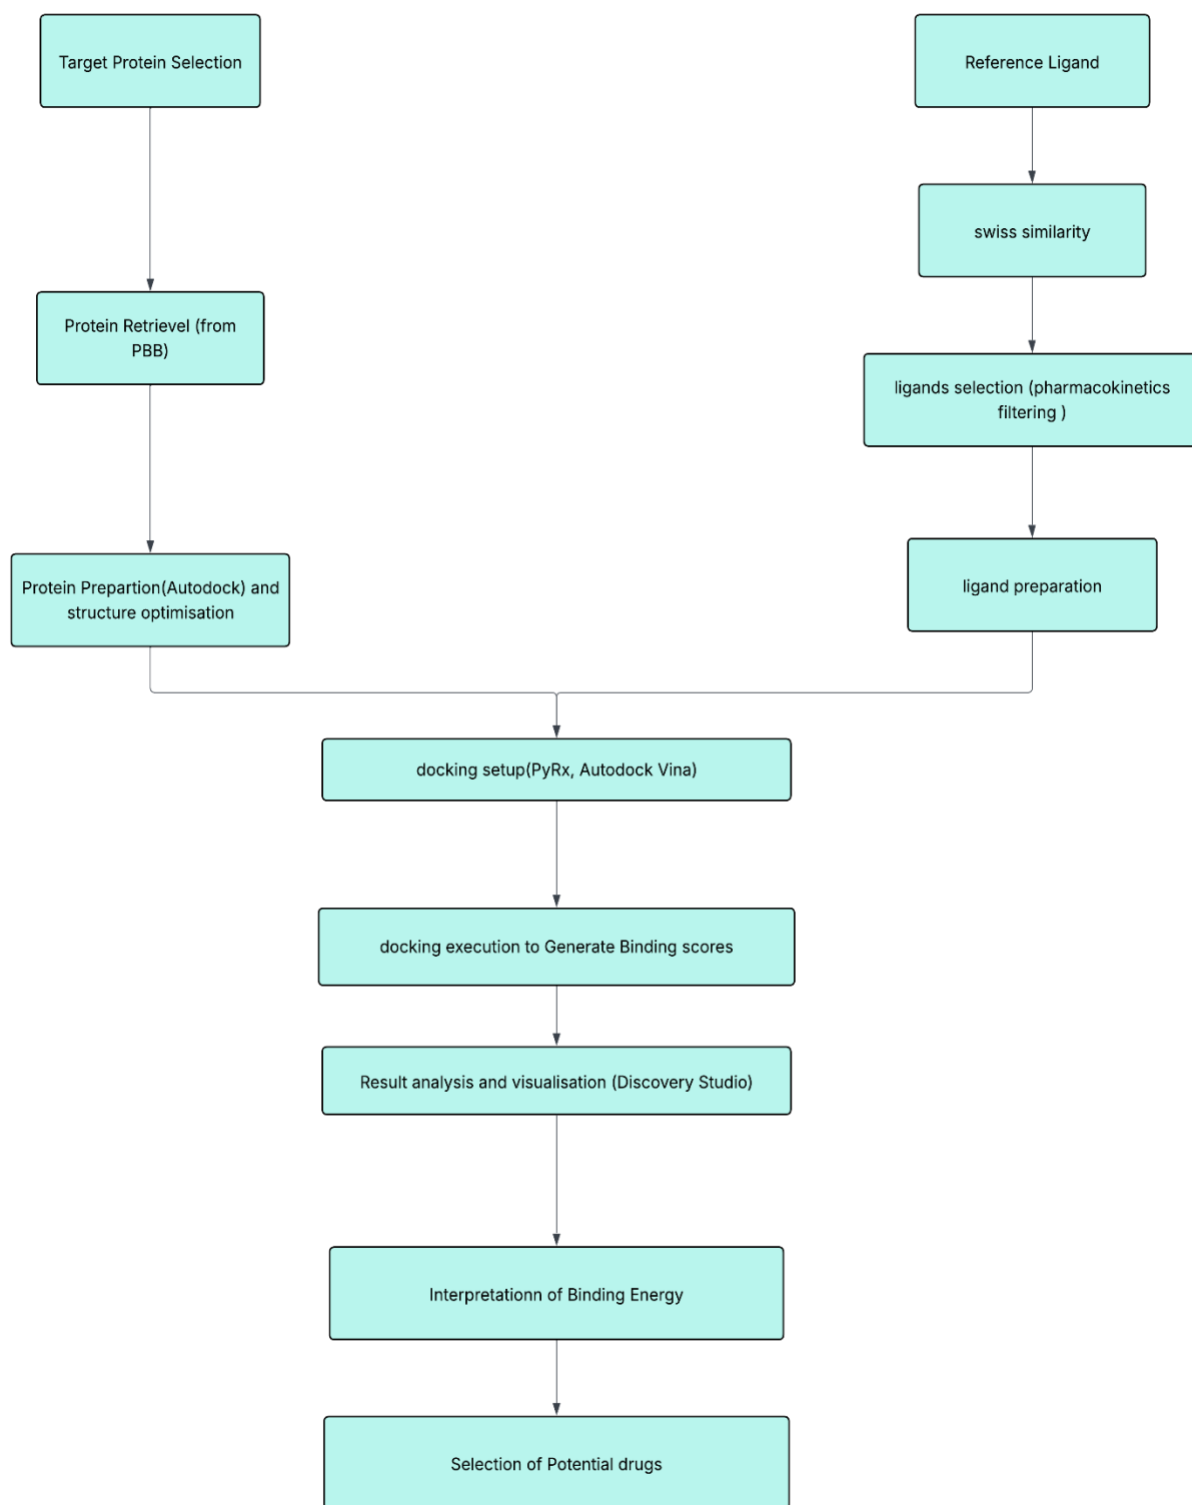 Target Protein Selection
Reference Ligand
swiss similarity
Protein Retrievel (from
PBB)
ligands selection (pharmacokinetics
filtering )
Protein Prepartion(Autodock) and
structure optimisation
ligand preparation
docking setup(PyRx, Autodock Vina)
docking execution to Generate Binding scores
Result analysis and visualisation (Discovery Studio)
Interpretationn of Binding Energy
Selection of Potential drugs